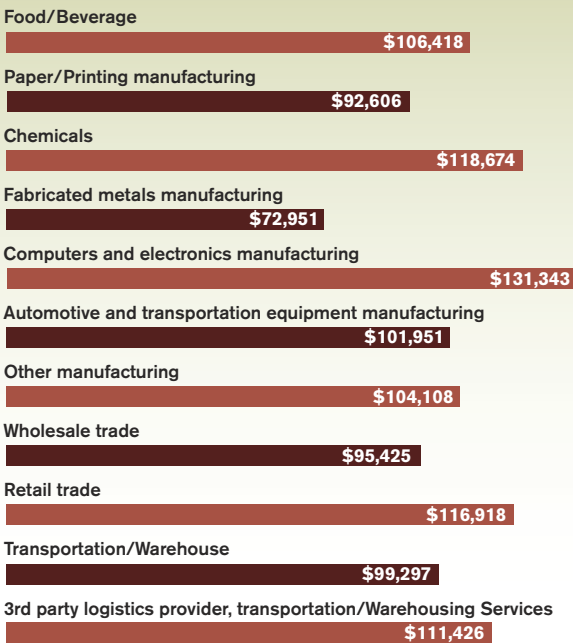 Food/Beverage
$106,418
Paper/Printing manufacturing
$92,606
Chemicals
$118,674
Fabricated metals manufacturing
$72,951
Computers and electronics manufacturing
$131,343
Automotive and transportation equipment manufacturing
$101,951
Other manufacturing
$104,108
Wholesale trade
$95,425
Retail trade
$116,918
Transportation/Warehouse
$99,297
3rd party logistics provider, transportation/Warehousing Services
$111,426